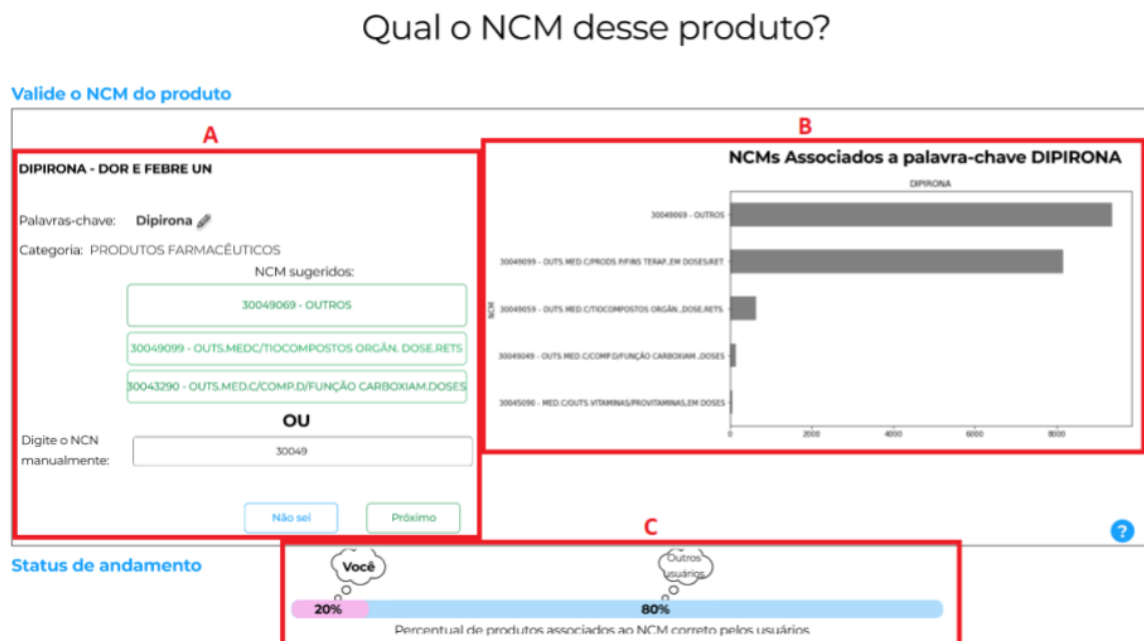 Qual o NCM desse produto?
Valide o NCM do produto
A
DIPIRONA - DOR E FEBRE UN
Palavras-chave: Dipirona
Categoria: PRODUTOS FARMACÊUTICOS
NCM sugeridos:
30049069 - OUTROS
30049099 - OUTS.MEDC/TIOCOMPOSTOS ORGÂN. DOSE,RETS
30043290 - OUTS.MED.C/COMP.D/FUNÇÃO CARBOXIAM.DOSES
OU
Digite o NCN
manualmente:
30049
Não sei
Próximo
B
NCMs Associados a palavra-chave DIPIRONA
DIPIRONA
NCM
30049069 - OUTROS
30049099 - OUTS.MED.C/PRODS.P/FINS TERAP.,EM DOSES/RET.
30049059 - OUTS.MED.C/TIOCOMPOSTOS ORGÂN.,DOSE,RETS.
30049049 - OUTS.MED.C/COMP.D/FUNÇÃO CARBOXIAM.,DOSES
30045090 - MED.C/OUTS.VITAMINAS/PROVITAMINAS,EM DOSES
0 2000 4000 6000 8000
?
C
Status de andamento
Você
Outros
usuários
20%
80%
Percentual de produtos associados ao NCM correto pelos usuários